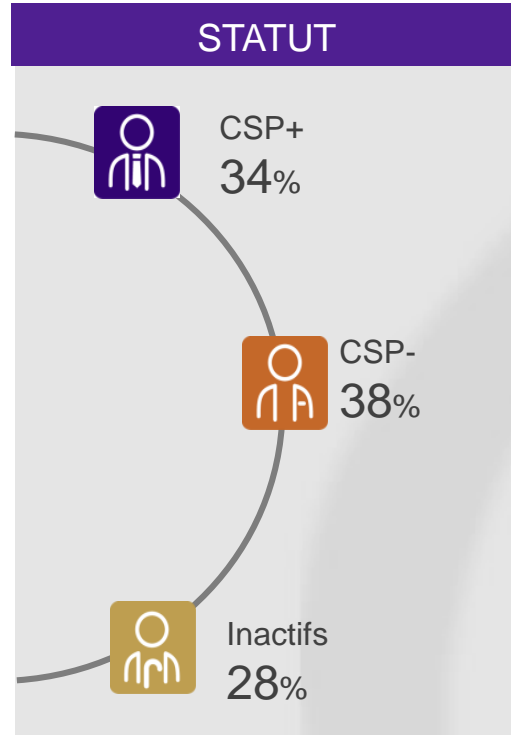 STATUT
CSP+
34%
CSP-
38%
Inactifs
28%